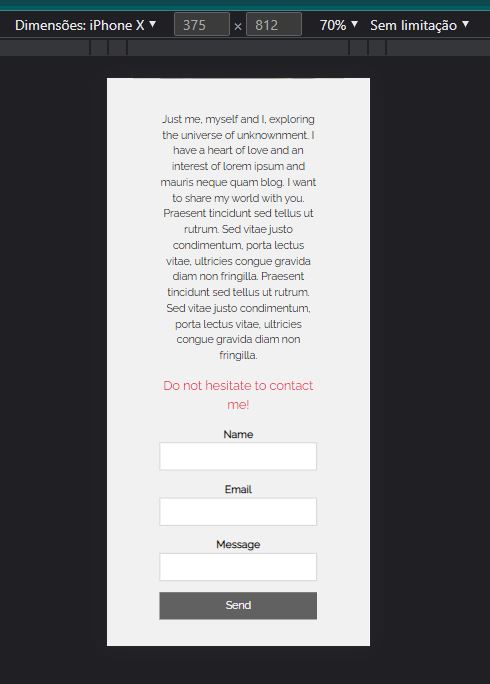 Dimensões: iPhone X ▼ 375 × 812 70% ▼ Sem limitação ▼
Just me, myself and I, exploring
the universe of unknownment. I
have a heart of love and an
interest of lorem ipsum and
mauris neque quam blog. I want
to share my world with you.
Praesent tincidunt sed tellus ut
rutrum. Sed vitae justo
condimentum, porta lectus
vitae, ultricies congue gravida
diam non fringilla. Praesent
tincidunt sed tellus ut rutrum.
Sed vitae justo condimentum,
porta lectus vitae, ultricies
congue gravida diam non
fringilla.
Do not hesitate to contact
me!
Name
Email
Message
Send